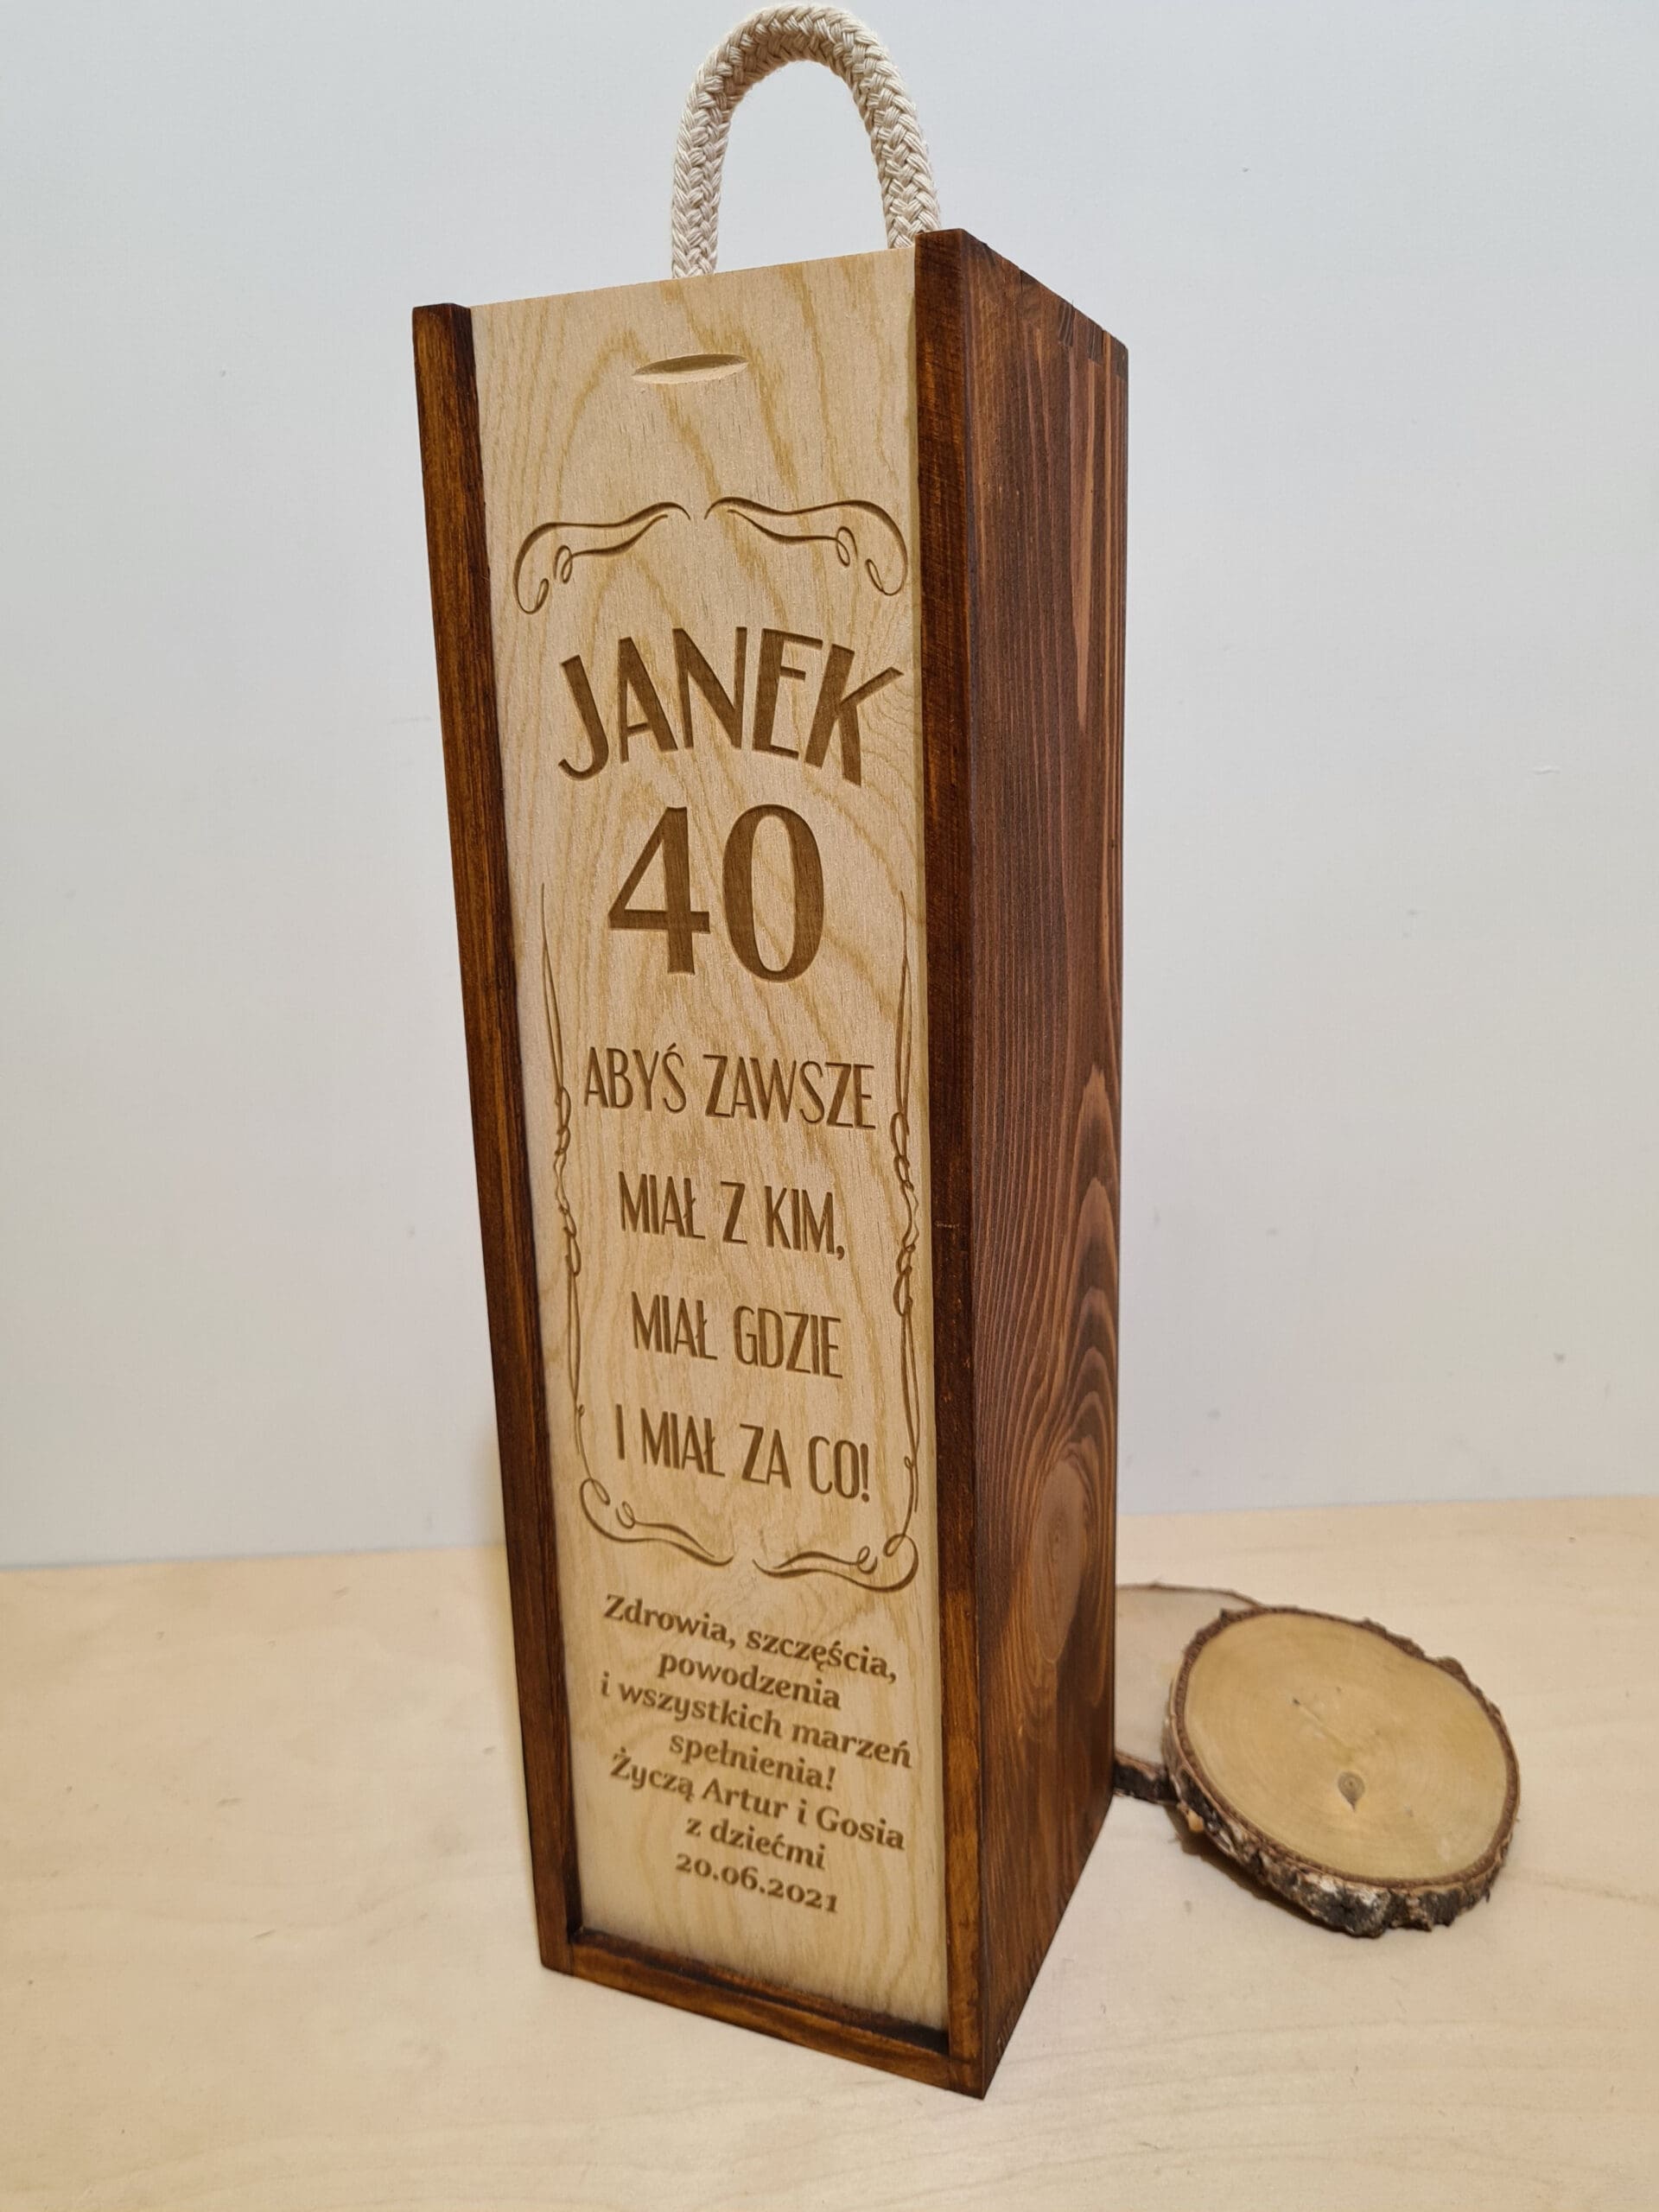 JANEK
40
ABYŚ ZAWSZE
MIAŁ Z KIM,
MIAŁ GDZIE
I MIAŁ ZA CO!
Zdrowia, szczęścia,
powodzenia
i wszystkich marzeń
spełnienia!
Życzą Artur i Gosia
z dziećmi
20.06.2021